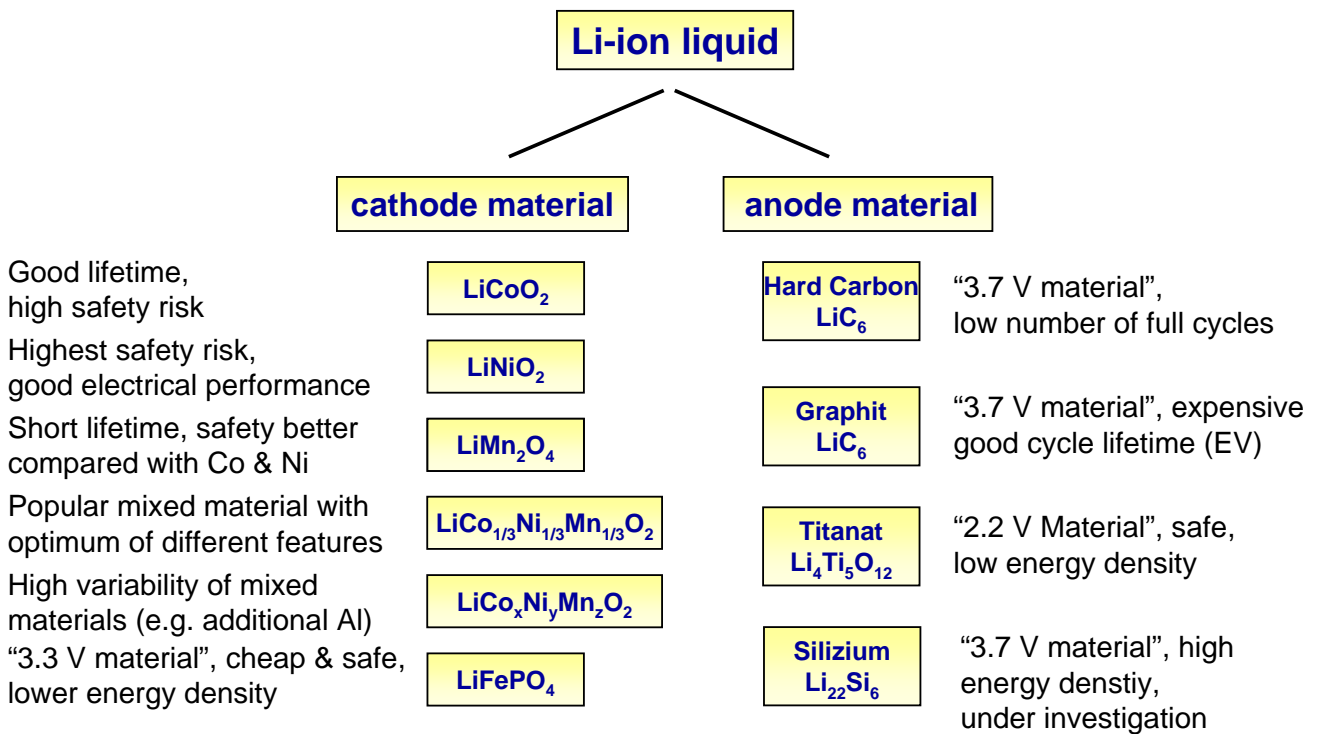 Li-ion liquid
cathode material
anode material
Good lifetime,
high safety risk
LiCoO₂
Highest safety risk,
good electrical performance
LiNiO₂
Short lifetime, safety better
compared with Co & Ni
LiMn₂O₄
Popular mixed material with
optimum of different features
LiCo₁/₃Ni₁/₃Mn₁/₃O₂
High variability of mixed
materials (e.g. additional Al)
LiCoₓNiᵧMn_zO₂
“3.3 V material”, cheap & safe,
lower energy density
LiFePO₄
Hard Carbon
LiC₆
“3.7 V material”,
low number of full cycles
Graphit
LiC₆
“3.7 V material”, expensive
good cycle lifetime (EV)
Titanat
Li₄Ti₅O₁₂
“2.2 V Material”, safe,
low energy density
Silizium
Li₂₂Si₆
“3.7 V material”, high
energy denstiy,
under investigation